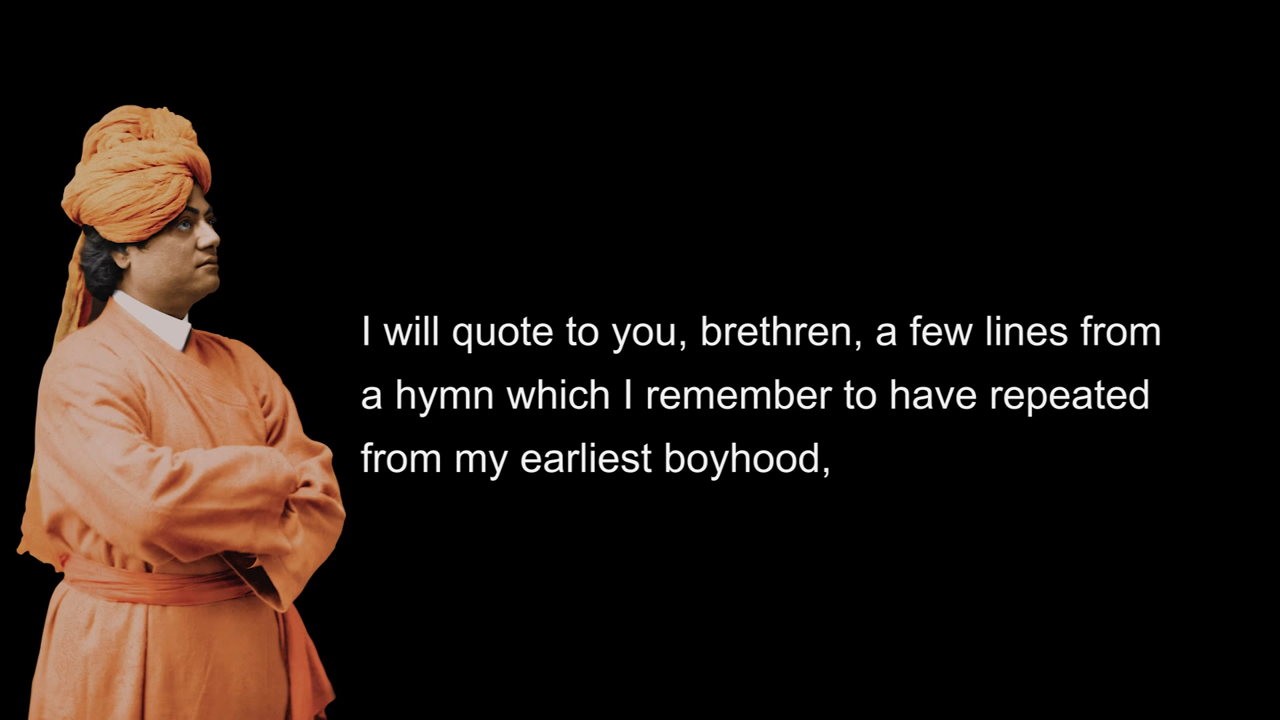 I will quote to you, brethren, a few lines from
a hymn which I remember to have repeated
from my earliest boyhood,